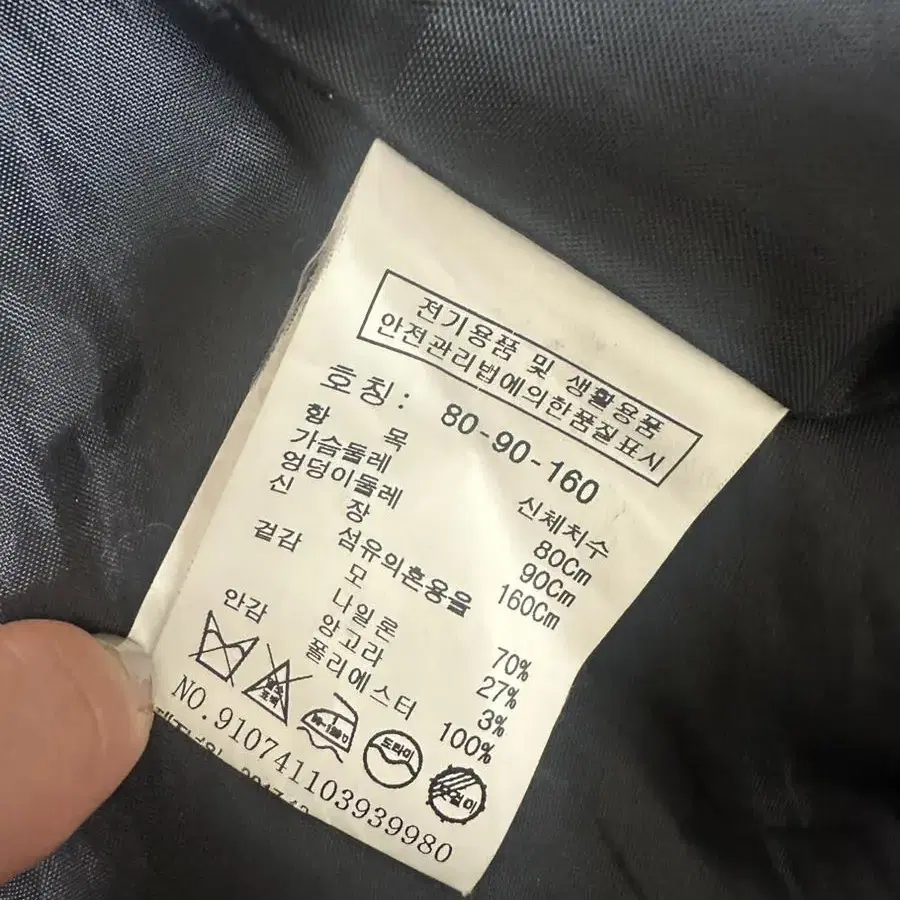 전기용품 및 생활용품
안전관리법에의한품질표시
호칭: 80-90-160
항 목 신체치수
가슴둘레 80Cm
엉덩이둘레 90Cm
신 장 160Cm
섬유의혼용율
겉감 모 70%
나일론 27%
앙고라 3%
안감 폴리에스터 100%
드라이
NO.91074110393980